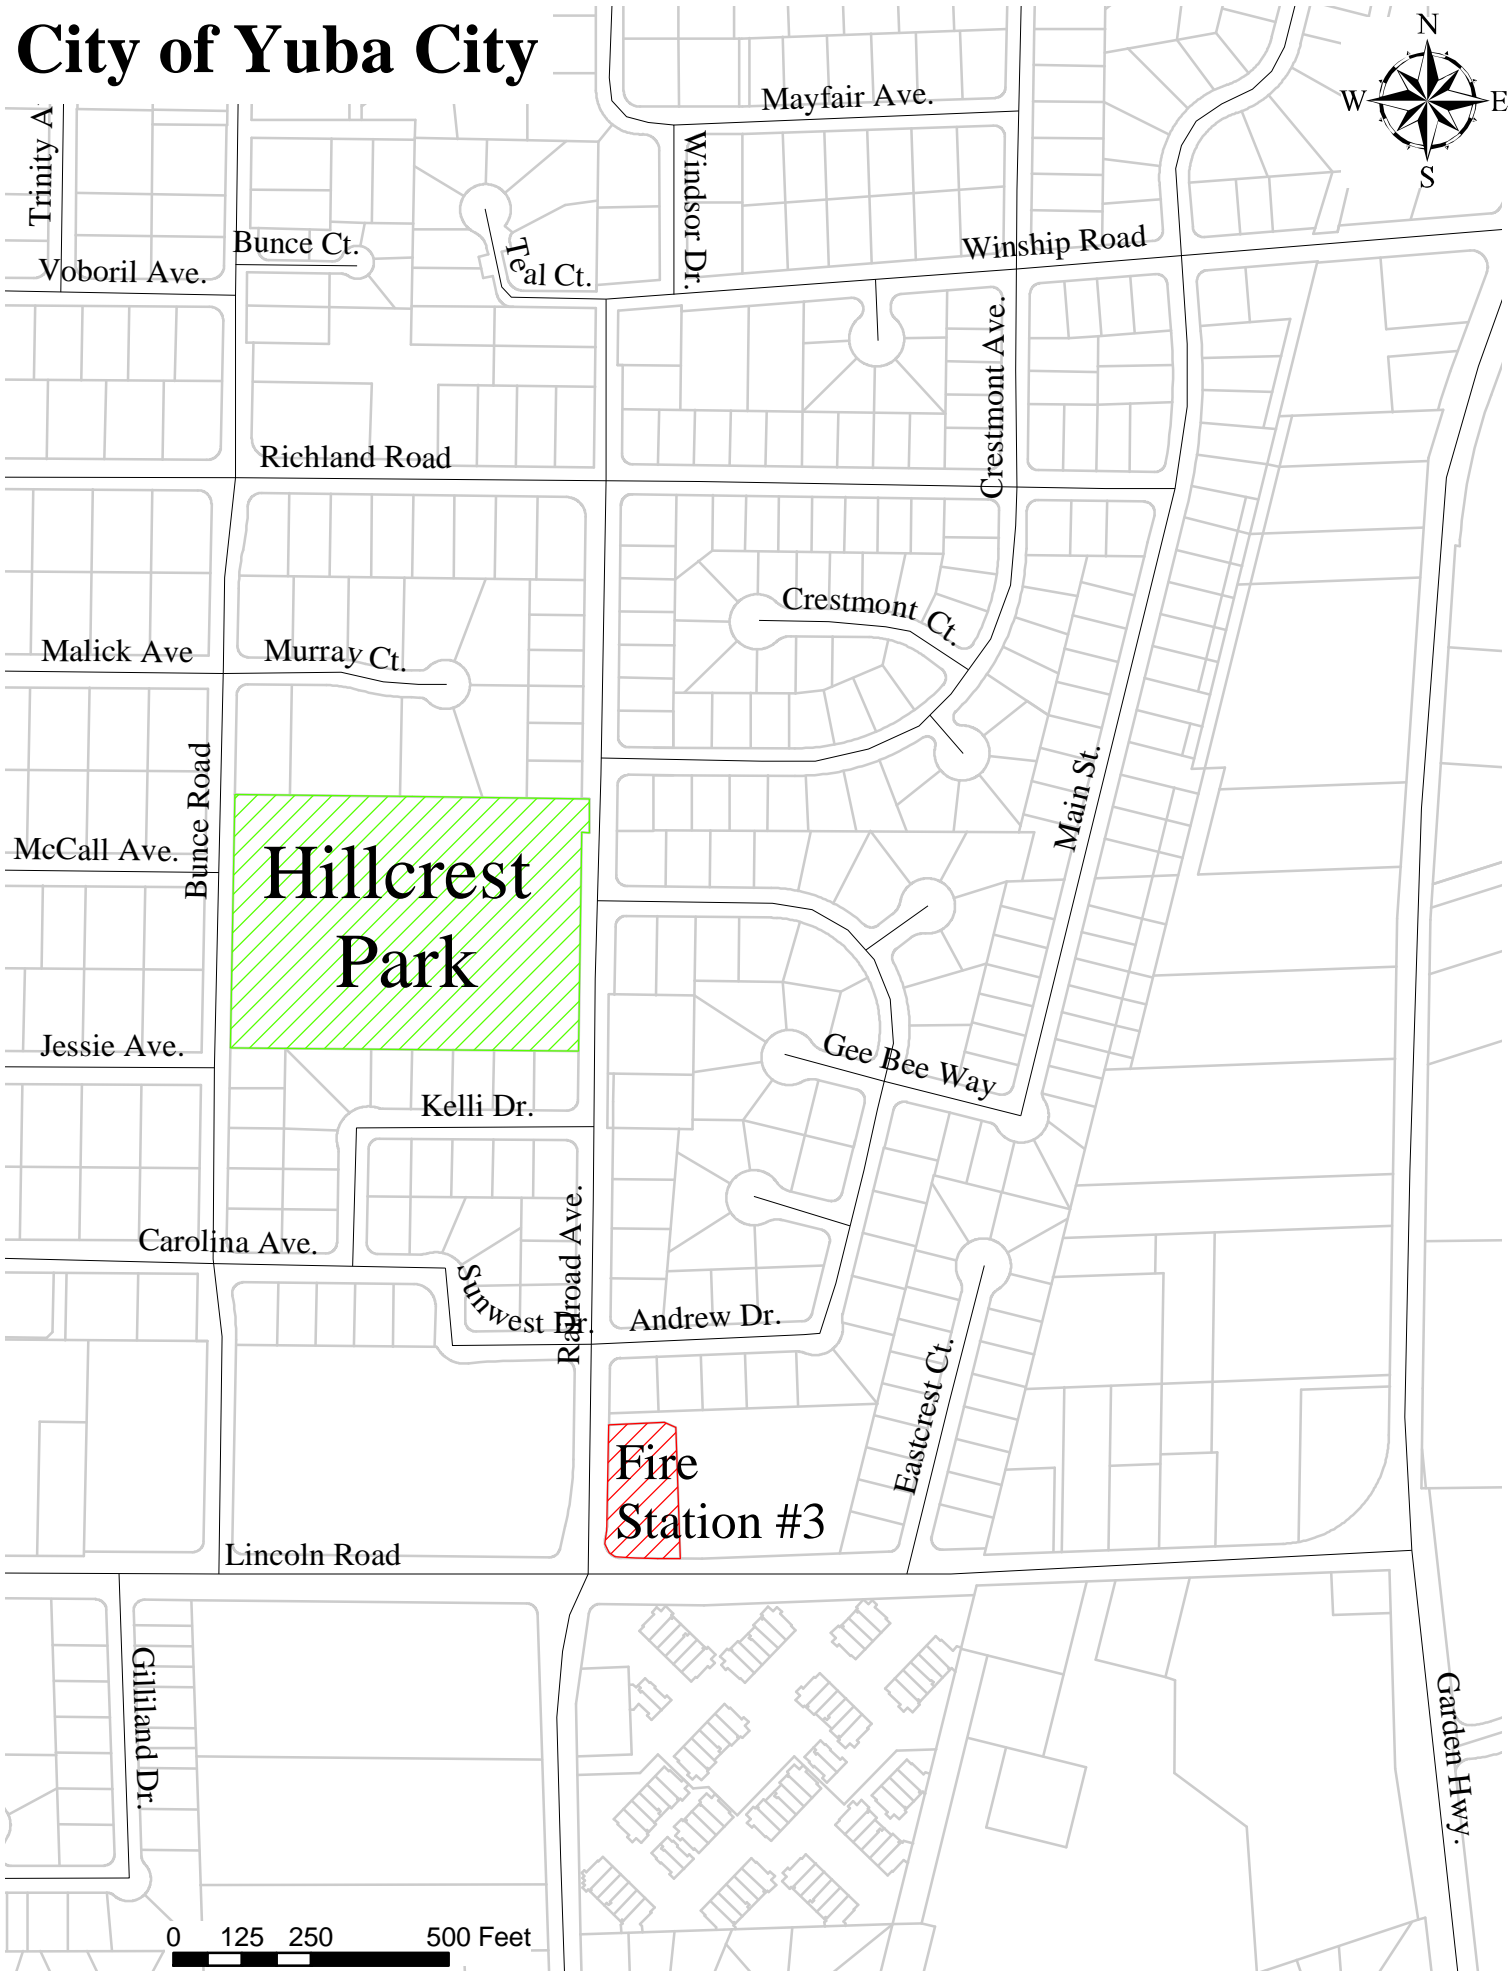 City of Yuba City
N
W
E
S
Mayfair Ave.
Trinity A
Windsor Dr.
Bunce Ct.
Teal Ct.
Winship Road
Voboril Ave.
Crestmont Ave.
Richland Road
Crestmont Ct.
Malick Ave
Murray Ct.
Bunce Road
Main St.
McCall Ave.
Hillcrest
Park
Jessie Ave.
Gee Bee Way
Kelli Dr.
Railroad Ave.
Carolina Ave.
Sunwest Dr.
Andrew Dr.
Eastcrest Ct.
Fire
Station #3
Lincoln Road
Gilliland Dr.
Garden Hwy.
0 125 250 500 Feet